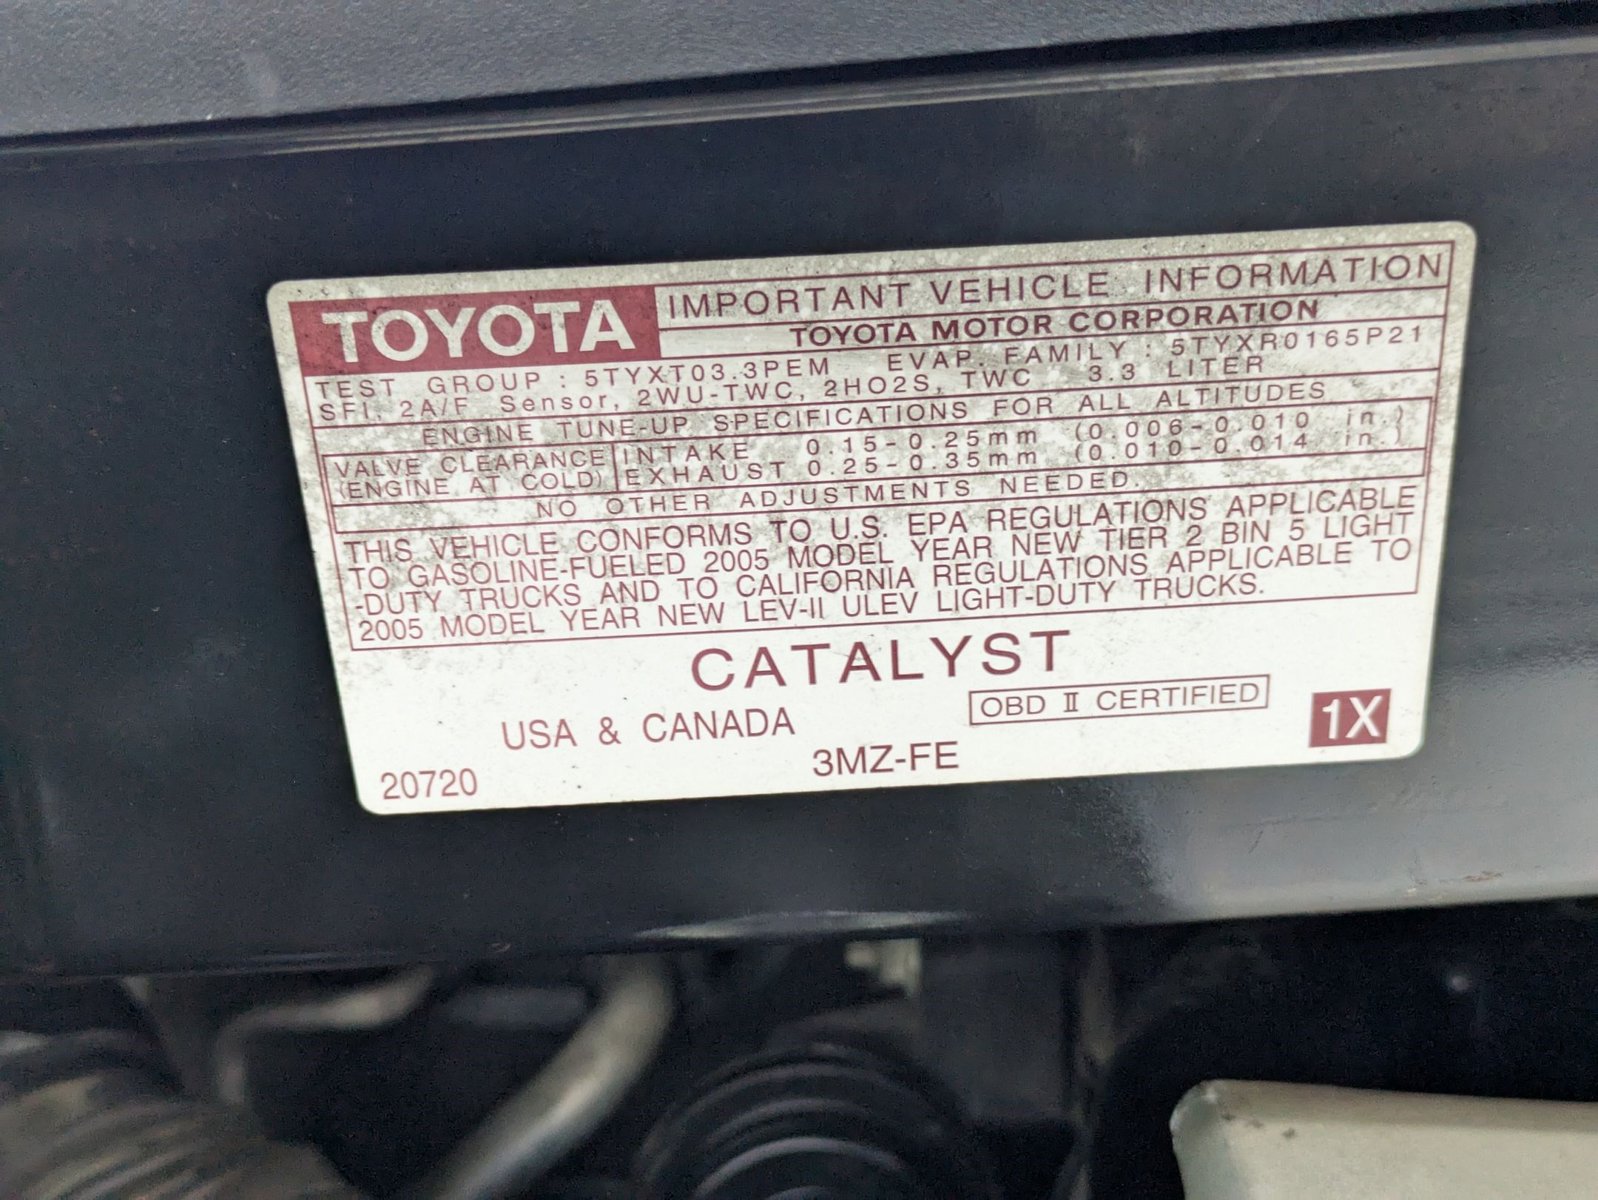 TOYOTA
IMPORTANT VEHICLE INFORMATION
TOYOTA MOTOR CORPORATION
TEST GROUP : 5TYXT03.3PEM EVAP. FAMILY : 5TYXR0165P21
SFI, 2A/F Sensor, 2WU-TWC, 2HO2S, TWC 3.3 LITER
ENGINE TUNE-UP SPECIFICATIONS FOR ALL ALTITUDES
VALVE CLEARANCE INTAKE 0.15-0.25mm (0.006-0.010 in.)
(ENGINE AT COLD) EXHAUST 0.25-0.35mm (0.010-0.014 in.)
NO OTHER ADJUSTMENTS NEEDED.
THIS VEHICLE CONFORMS TO U.S. EPA REGULATIONS APPLICABLE
TO GASOLINE-FUELED 2005 MODEL YEAR NEW TIER 2 BIN 5 LIGHT
-DUTY TRUCKS AND TO CALIFORNIA REGULATIONS APPLICABLE TO
2005 MODEL YEAR NEW LEV-II ULEV LIGHT-DUTY TRUCKS.
CATALYST
OBD II CERTIFIED
USA & CANADA
1X
3MZ-FE
20720